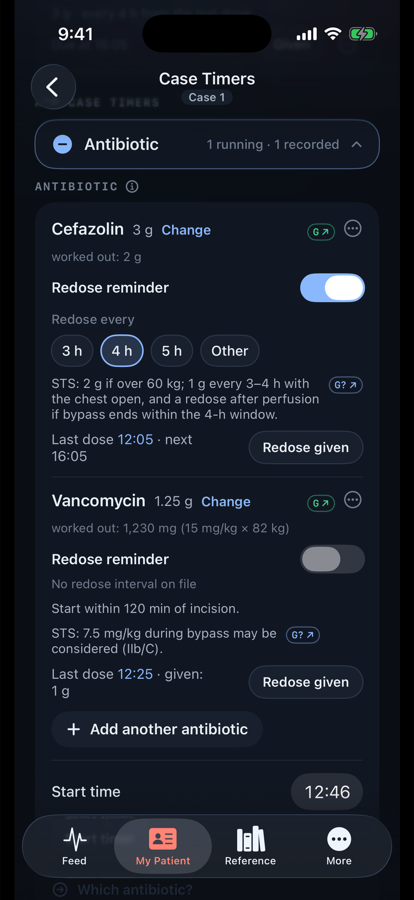 9:41
Case Timers
Case 1
CASE TIMERS
Antibiotic 1 running · 1 recorded
ANTIBIOTIC
Cefazolin 3 g Change G↗
worked out: 2 g
Redose reminder
Redose every
3 h 4 h 5 h Other
STS: 2 g if over 60 kg; 1 g every 3–4 h with G? ↗
the chest open, and a redose after perfusion
if bypass ends within the 4-h window.
Last dose 12:05 · next
16:05
Redose given
Vancomycin 1.25 g Change G↗
worked out: 1,230 mg (15 mg/kg × 82 kg)
Redose reminder
No redose interval on file
Start within 120 min of incision.
STS: 7.5 mg/kg during bypass may be G? ↗
considered (IIb/C).
Last dose 12:25 · given:
1 g
Redose given
+ Add another antibiotic
Start time 12:46
Feed My Patient Reference More
Which antibiotic?